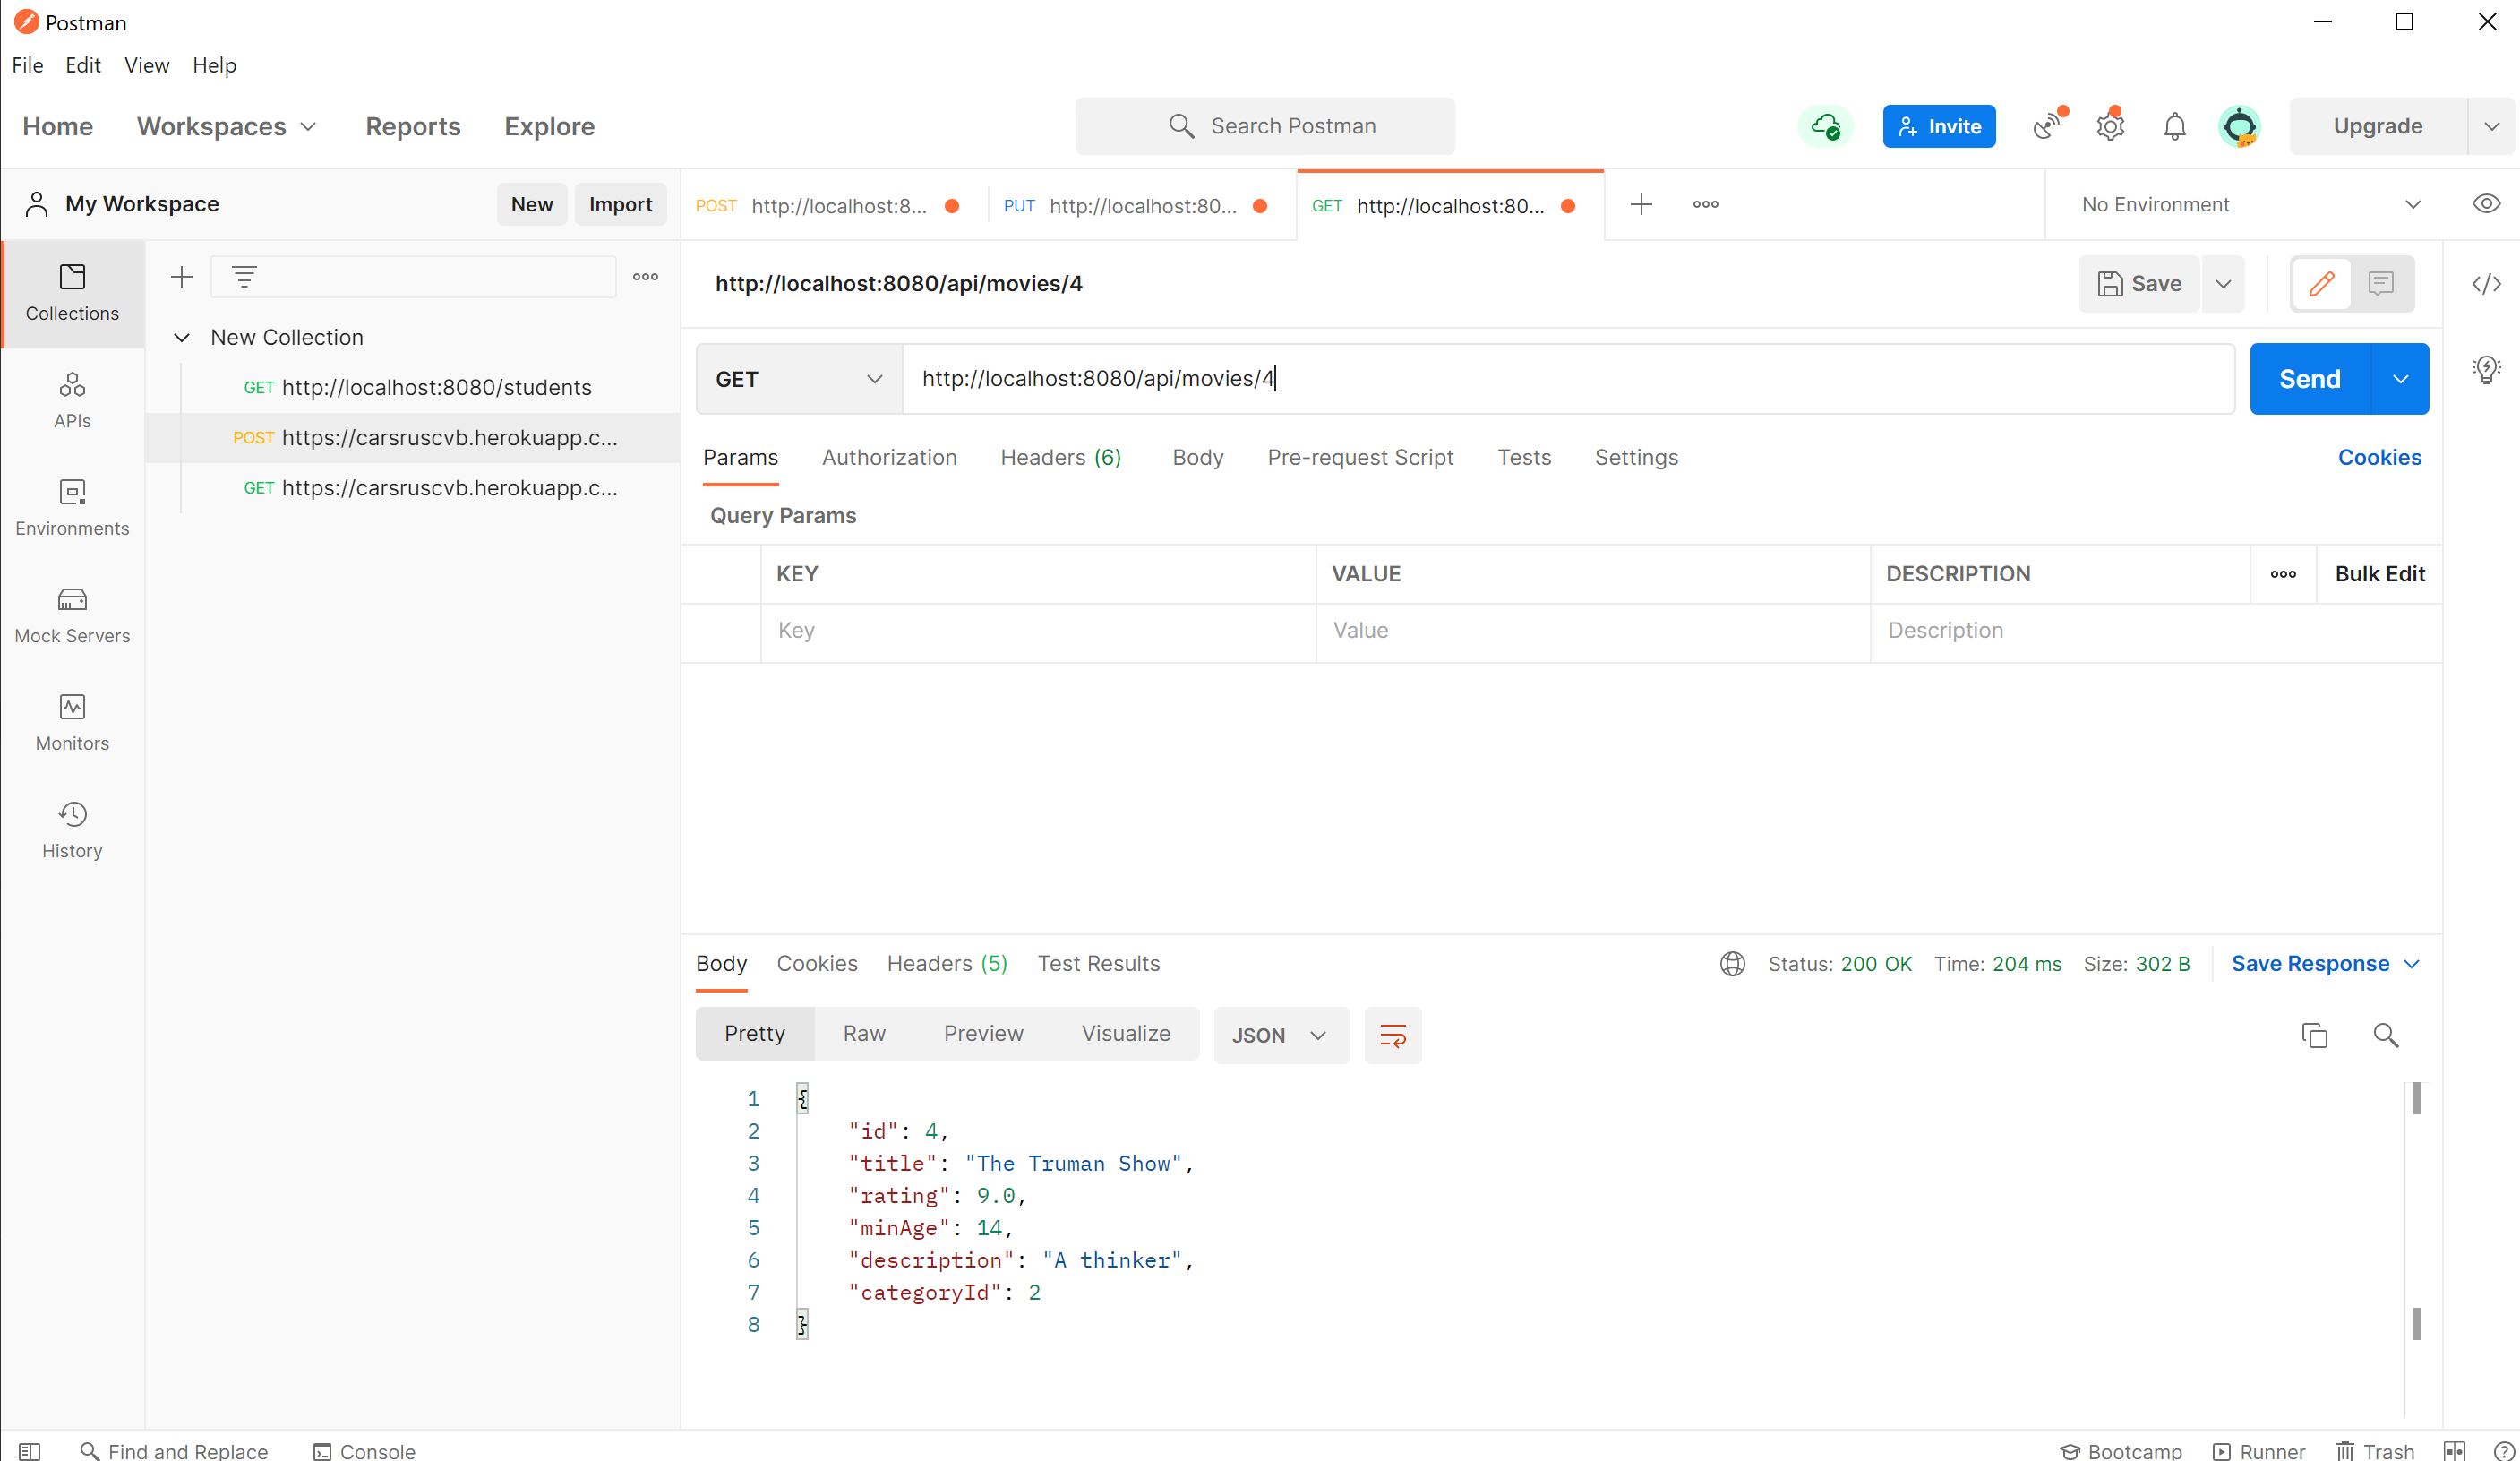 Postman
File Edit View Help
Home Workspaces Reports Explore Search Postman Invite Upgrade
My Workspace New Import POST http://localhost:8... PUT http://localhost:80... GET http://localhost:80... No Environment
Collections
APIs
Environments
Mock Servers
Monitors
History
New Collection
GET http://localhost:8080/students
POST https://carsruscvb.herokuapp.c...
GET https://carsruscvb.herokuapp.c...
http://localhost:8080/api/movies/4 Save
GET http://localhost:8080/api/movies/4 Send
Params Authorization Headers (6) Body Pre-request Script Tests Settings Cookies
Query Params
KEY VALUE DESCRIPTION Bulk Edit
Key Value Description
Body Cookies Headers (5) Test Results Status: 200 OK Time: 204 ms Size: 302 B Save Response
Pretty Raw Preview Visualize JSON
1 {
2 "id": 4,
3 "title": "The Truman Show",
4 "rating": 9.0,
5 "minAge": 14,
6 "description": "A thinker",
7 "categoryId": 2
8 }
Find and Replace Console Bootcamp Runner Trash